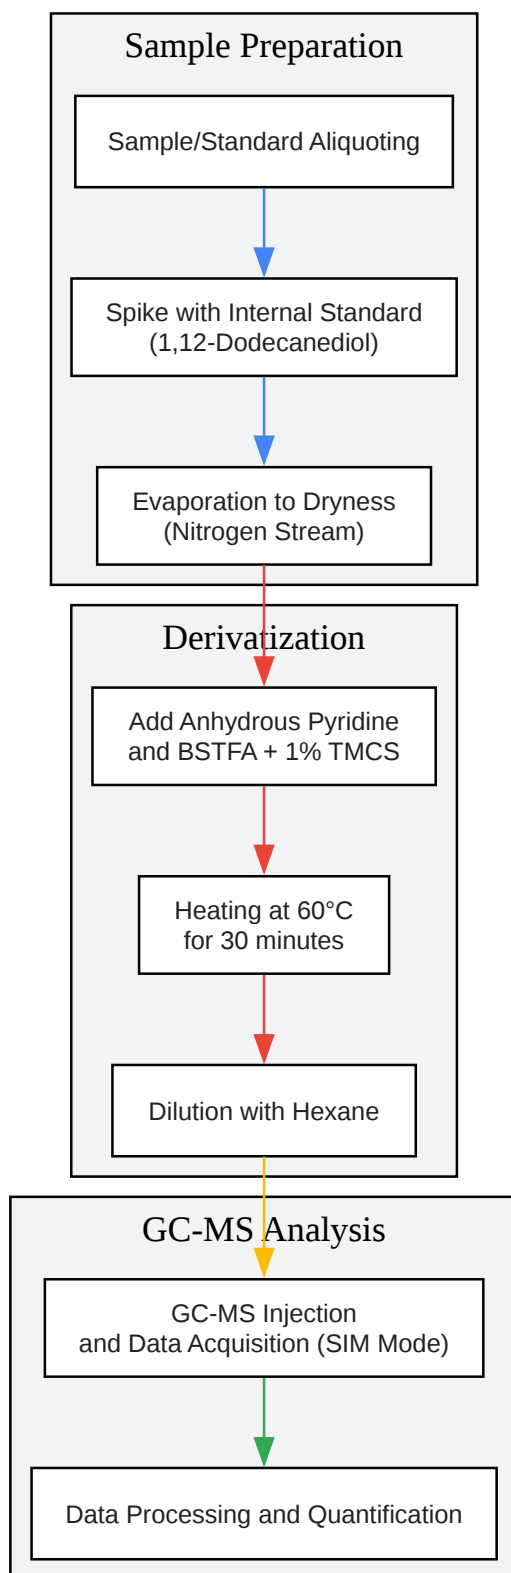 Sample Preparation
Sample/Standard Aliquoting
Spike with Internal Standard
(1,12-Dodecanediol)
Evaporation to Dryness
(Nitrogen Stream)
Derivatization
Add Anhydrous Pyridine
and BSTFA + 1% TMCS
Heating at 60°C
for 30 minutes
Dilution with Hexane
GC-MS Analysis
GC-MS Injection
and Data Acquisition (SIM Mode)
Data Processing and Quantification